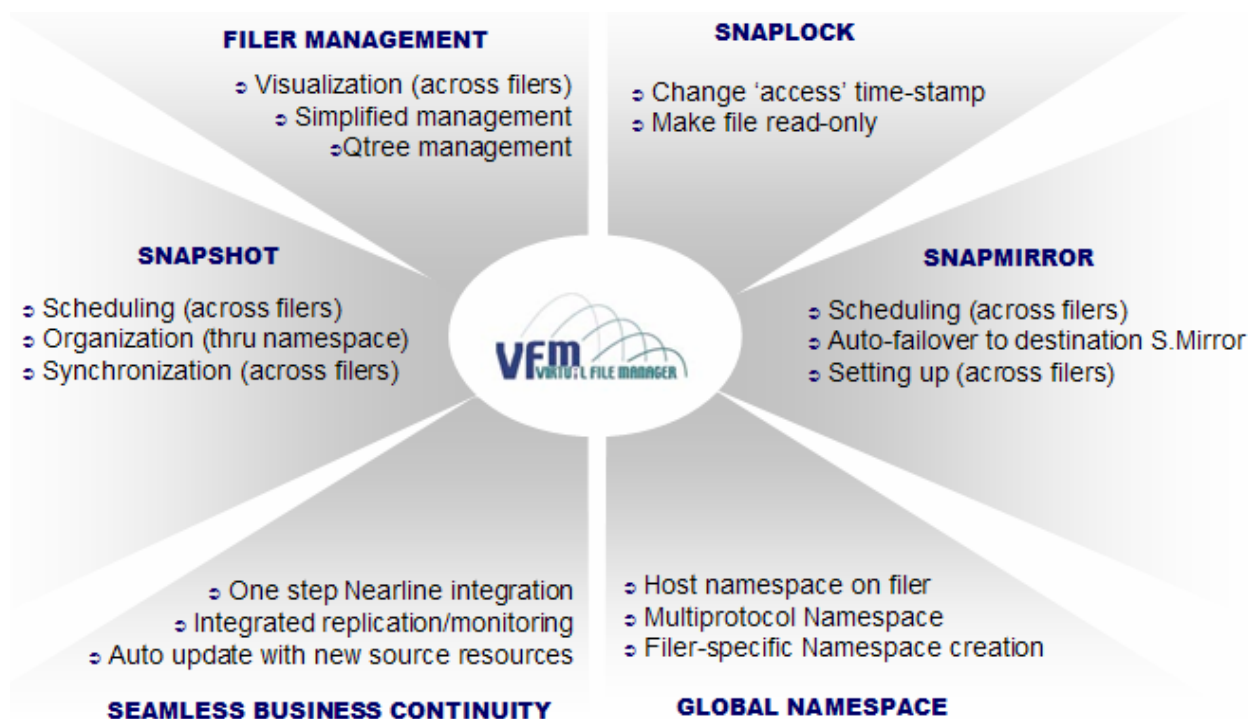 FILER MANAGEMENT
➲ Visualization (across filers)
➲ Simplified management
➲Qtree management
SNAPLOCK
➲ Change ‘access’ time-stamp
➲ Make file read-only
SNAPSHOT
➲ Scheduling (across filers)
➲ Organization (thru namespace)
➲ Synchronization (across filers)
VFM
VIRTUAL FILE MANAGER
SNAPMIRROR
➲ Scheduling (across filers)
➲ Auto-failover to destination S.Mirror
➲ Setting up (across filers)
➲ One step Nearline integration
➲ Integrated replication/monitoring
➲ Auto update with new source resources
SEAMLESS BUSINESS CONTINUITY
➲ Host namespace on filer
➲ Multiprotocol Namespace
➲ Filer-specific Namespace creation
GLOBAL NAMESPACE